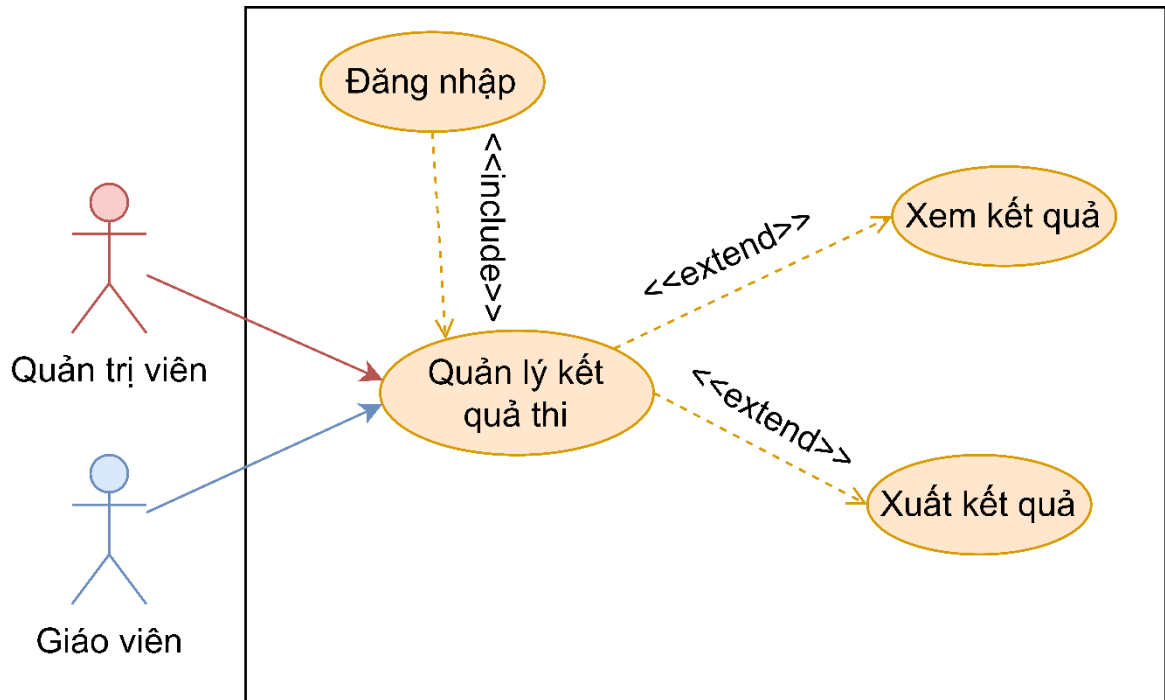 Đăng nhập
<<include>>
Xem kết quả
<<extend>>
Quản trị viên
Quản lý kết
quả thi
<<extend>>
Xuất kết quả
Giáo viên